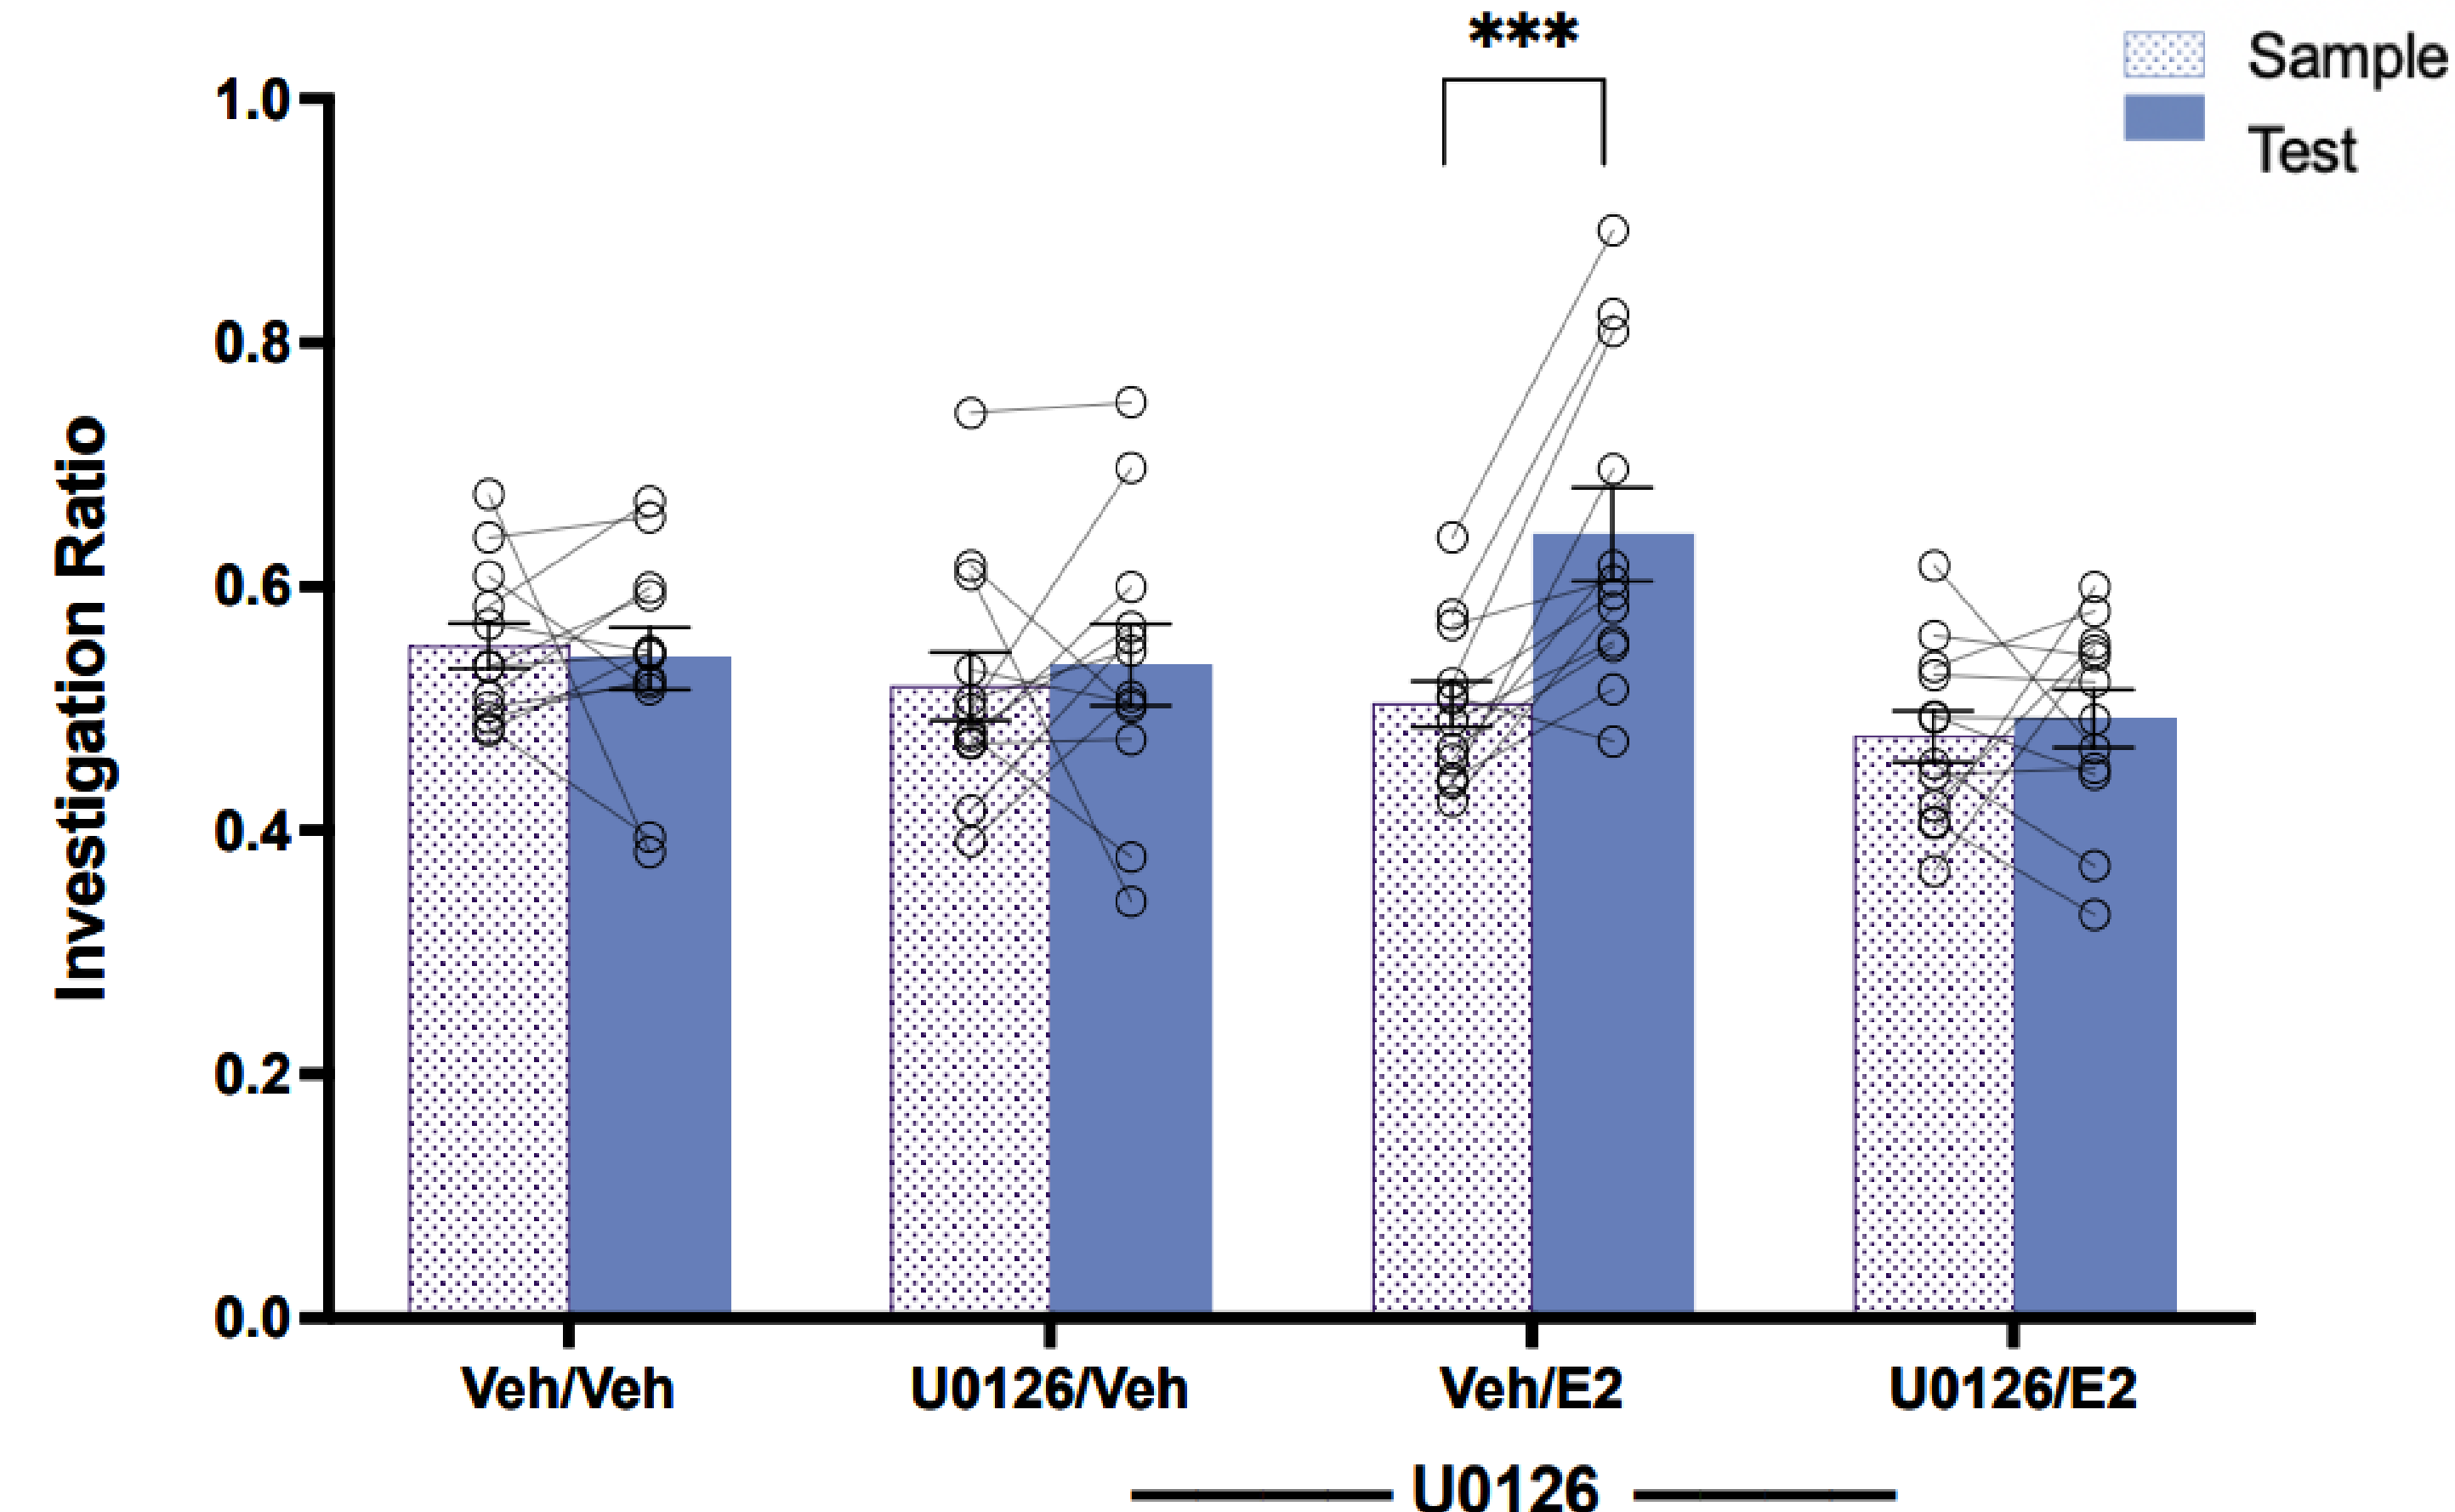 ***
Sample
Test
1.0
0.8
0.6
0.4
0.2
0.0
Investigation Ratio
Veh/Veh U0126/Veh Veh/E2 U0126/E2
U0126